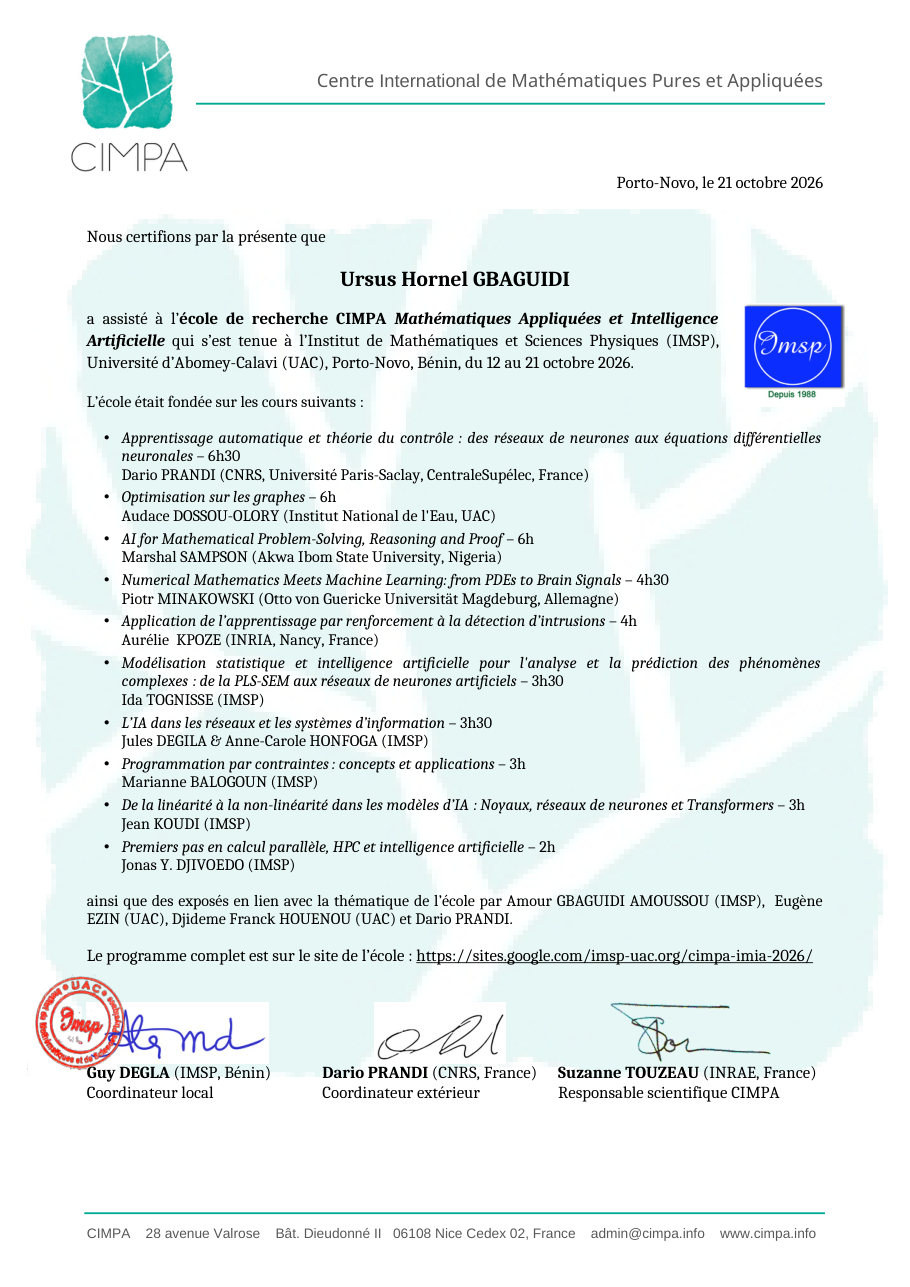 Centre International de Mathématiques Pures et Appliquées
CIMPA
Porto-Novo, le 21 octobre 2026
Nous certifions par la présente que
Ursus Hornel GBAGUIDI
a assisté à l’école de recherche CIMPA Mathématiques Appliquées et Intelligence
Artificielle qui s’est tenue à l’Institut de Mathématiques et Sciences Physiques (IMSP),
Université d’Abomey-Calavi (UAC), Porto-Novo, Bénin, du 12 au 21 octobre 2026.
Imsp
Depuis 1988
L’école était fondée sur les cours suivants :
• Apprentissage automatique et théorie du contrôle : des réseaux de neurones aux équations différentielles
neuronales – 6h30
Dario PRANDI (CNRS, Université Paris-Saclay, CentraleSupélec, France)
• Optimisation sur les graphes – 6h
Audace DOSSOU-OLORY (Institut National de l'Eau, UAC)
• AI for Mathematical Problem-Solving, Reasoning and Proof – 6h
Marshal SAMPSON (Akwa Ibom State University, Nigeria)
• Numerical Mathematics Meets Machine Learning: from PDEs to Brain Signals – 4h30
Piotr MINAKOWSKI (Otto von Guericke Universität Magdeburg, Allemagne)
• Application de l’apprentissage par renforcement à la détection d’intrusions – 4h
Aurélie KPOZE (INRIA, Nancy, France)
• Modélisation statistique et intelligence artificielle pour l'analyse et la prédiction des phénomènes
complexes : de la PLS-SEM aux réseaux de neurones artificiels – 3h30
Ida TOGNISSE (IMSP)
• L’IA dans les réseaux et les systèmes d’information – 3h30
Jules DEGILA & Anne-Carole HONFOGA (IMSP)
• Programmation par contraintes : concepts et applications – 3h
Marianne BALOGOUN (IMSP)
• De la linéarité à la non-linéarité dans les modèles d’IA : Noyaux, réseaux de neurones et Transformers – 3h
Jean KOUDI (IMSP)
• Premiers pas en calcul parallèle, HPC et intelligence artificielle – 2h
Jonas Y. DJIVOEDO (IMSP)
ainsi que des exposés en lien avec la thématique de l’école par Amour GBAGUIDI AMOUSSOU (IMSP), Eugène
EZIN (UAC), Djideme Franck HOUENOU (UAC) et Dario PRANDI.
Le programme complet est sur le site de l’école : https://sites.google.com/imsp-uac.org/cimpa-imia-2026/
UAC
Imsp
Guy DEGLA (IMSP, Bénin) Dario PRANDI (CNRS, France) Suzanne TOUZEAU (INRAE, France)
Coordinateur local Coordinateur extérieur Responsable scientifique CIMPA
CIMPA 28 avenue Valrose Bât. Dieudonné II 06108 Nice Cedex 02, France admin@cimpa.info www.cimpa.info